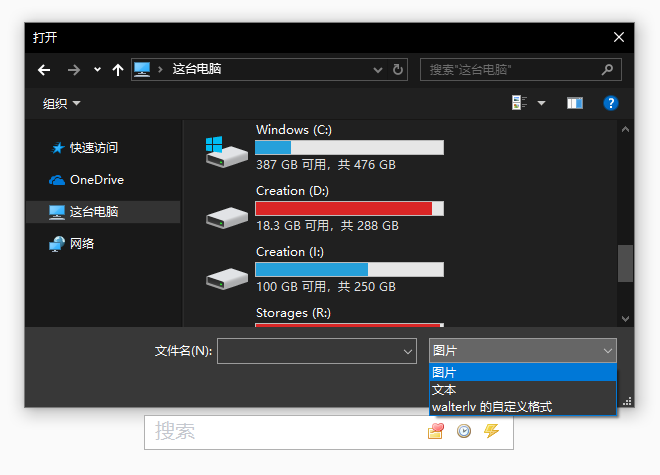 打开
这台电脑
搜索"这台电脑"
组织
快速访问
OneDrive
这台电脑
网络
Windows (C:)
387 GB 可用，共 476 GB
Creation (D:)
18.3 GB 可用，共 288 GB
Creation (I:)
100 GB 可用，共 250 GB
Storages (R:)
文件名(N):
图片
图片
文本
walterlv 的自定义格式
搜索